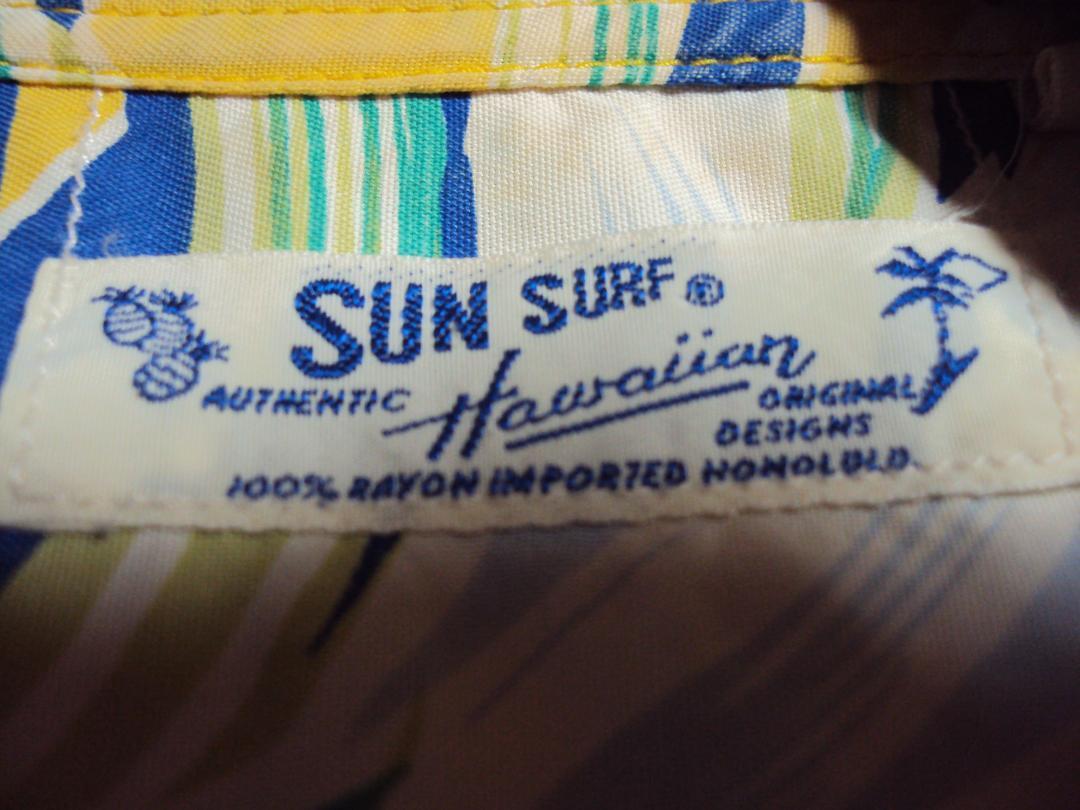 SUN SURF®
AUTHENTIC Hawaiian ORIGINAL
DESIGNS
100% RAYON IMPORTED HONOLULU.